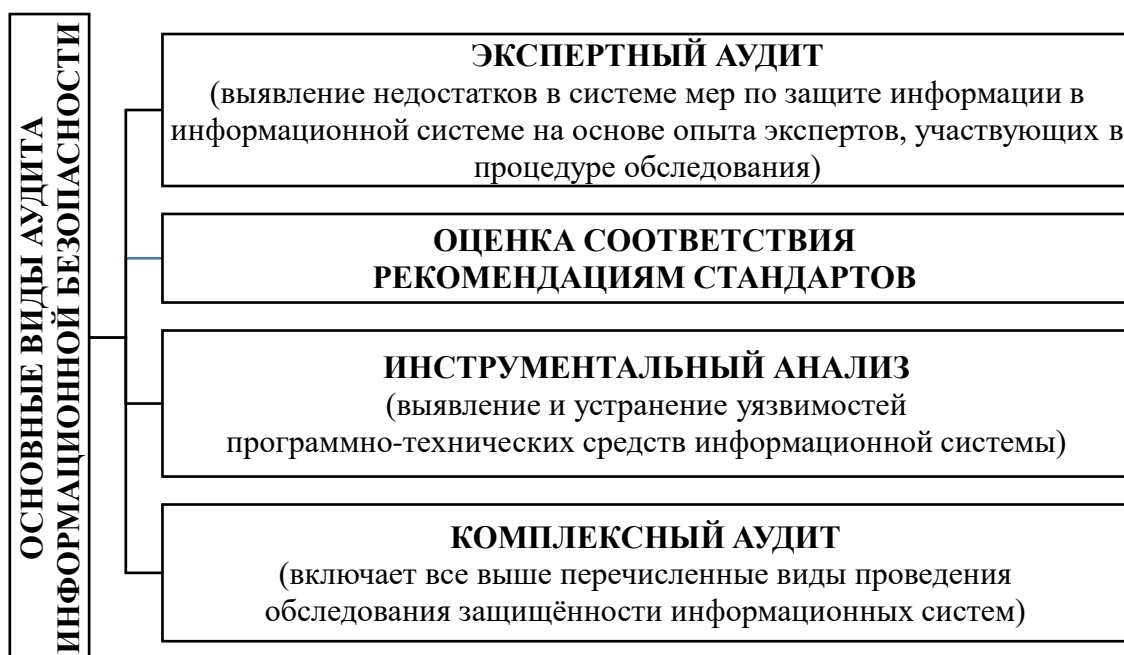 ОСНОВНЫЕ ВИДЫ АУДИТА
ИНФОРМАЦИОННОЙ БЕЗОПАСНОСТИ
ЭКСПЕРТНЫЙ АУДИТ
(выявление недостатков в системе мер по защите информации в
информационной системе на основе опыта экспертов, участвующих в
процедуре обследования)
ОЦЕНКА СООТВЕТСТВИЯ
РЕКОМЕНДАЦИЯМ СТАНДАРТОВ
ИНСТРУМЕНТАЛЬНЫЙ АНАЛИЗ
(выявление и устранение уязвимостей
программно-технических средств информационной системы)
КОМПЛЕКСНЫЙ АУДИТ
(включает все выше перечисленные виды проведения
обследования защищённости информационных систем)